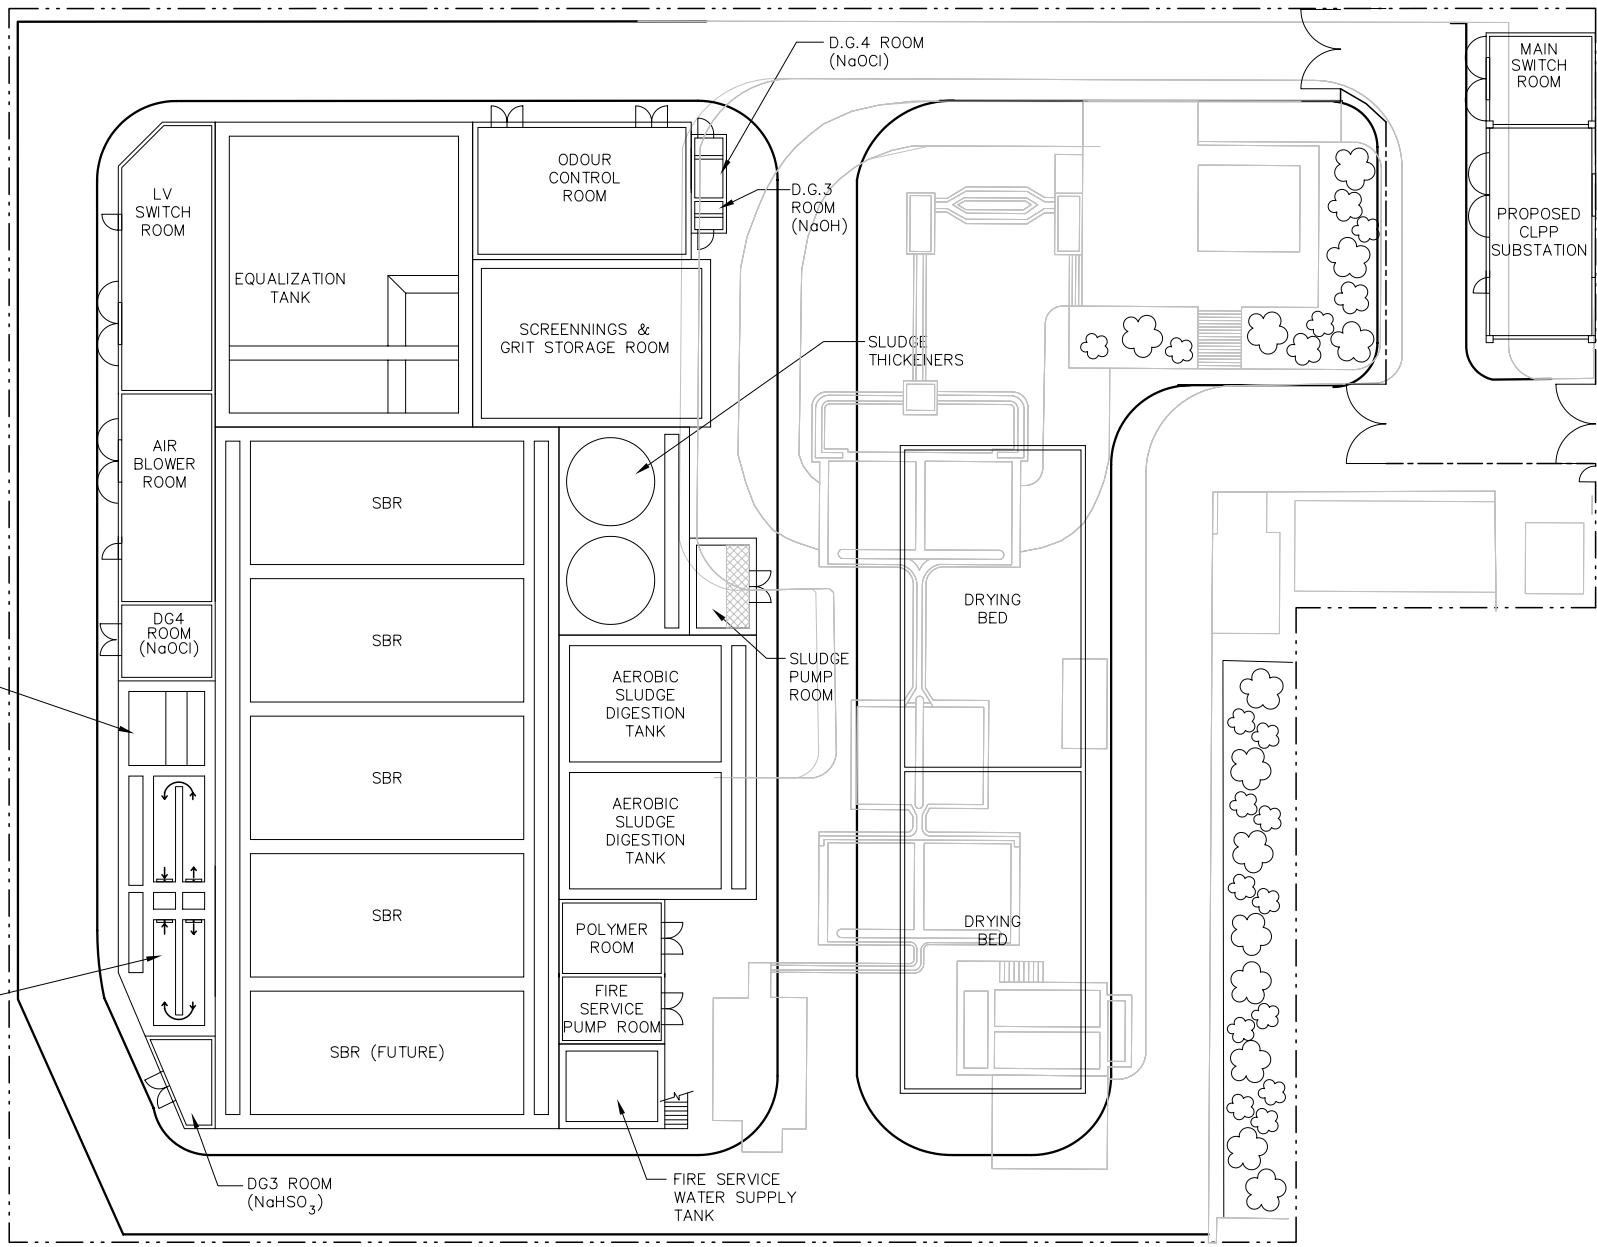 D.G.4 ROOM
(NaOCl)
MAIN
SWITCH
ROOM
ODOUR
CONTROL
ROOM
LV
SWITCH
ROOM
D.G.3
ROOM
(NaOH)
PROPOSED
CLPP
SUBSTATION
EQUALIZATION
TANK
SCREENNINGS &
GRIT STORAGE ROOM
SLUDGE
THICKENERS
AIR
BLOWER
ROOM
SBR
DRYING
BED
DG4
ROOM
(NaOCl)
SBR
SLUDGE
PUMP
ROOM
AEROBIC
SLUDGE
DIGESTION
TANK
SBR
AEROBIC
SLUDGE
DIGESTION
TANK
SBR
POLYMER
ROOM
DRYING
BED
FIRE
SERVICE
PUMP ROOM
SBR (FUTURE)
DG3 ROOM
(NaHSO3)
FIRE SERVICE
WATER SUPPLY
TANK